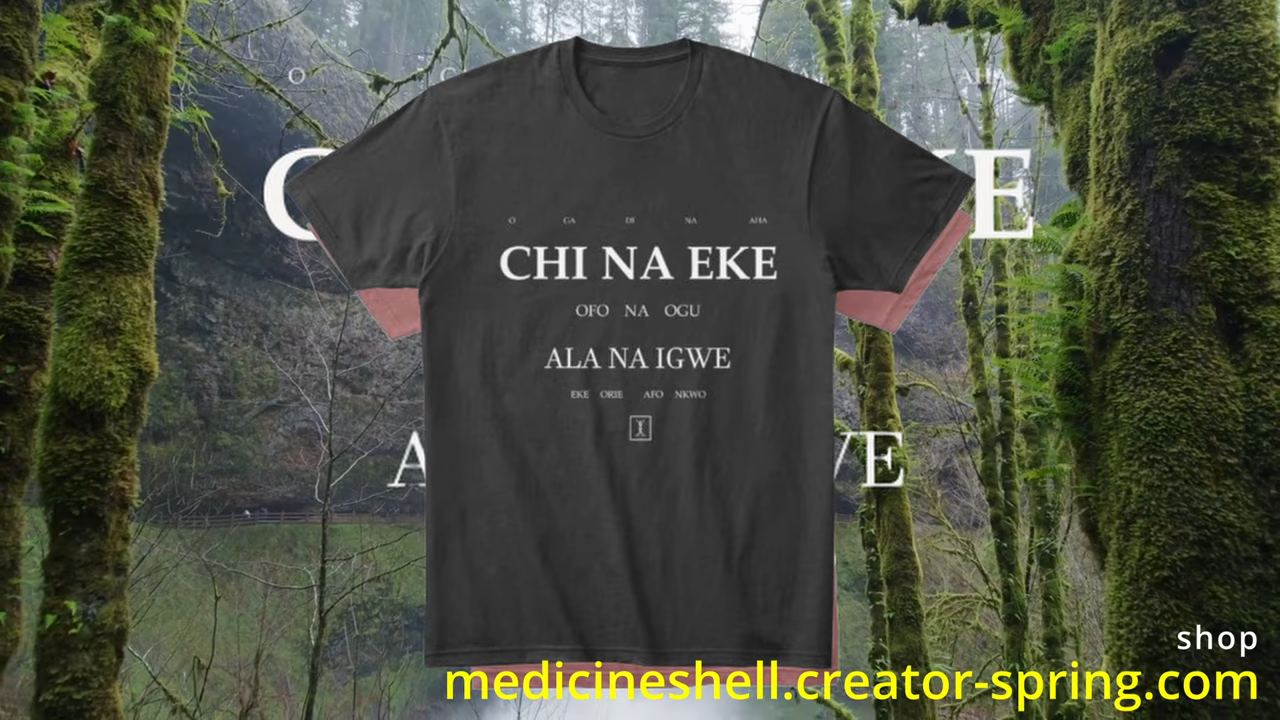 O GA DI NA AHA
CHI NA EKE
OFO NA OGU
ALA NA IGWE
EKE ORIE AFO NKWO
shop
medicineshell.creator-spring.com